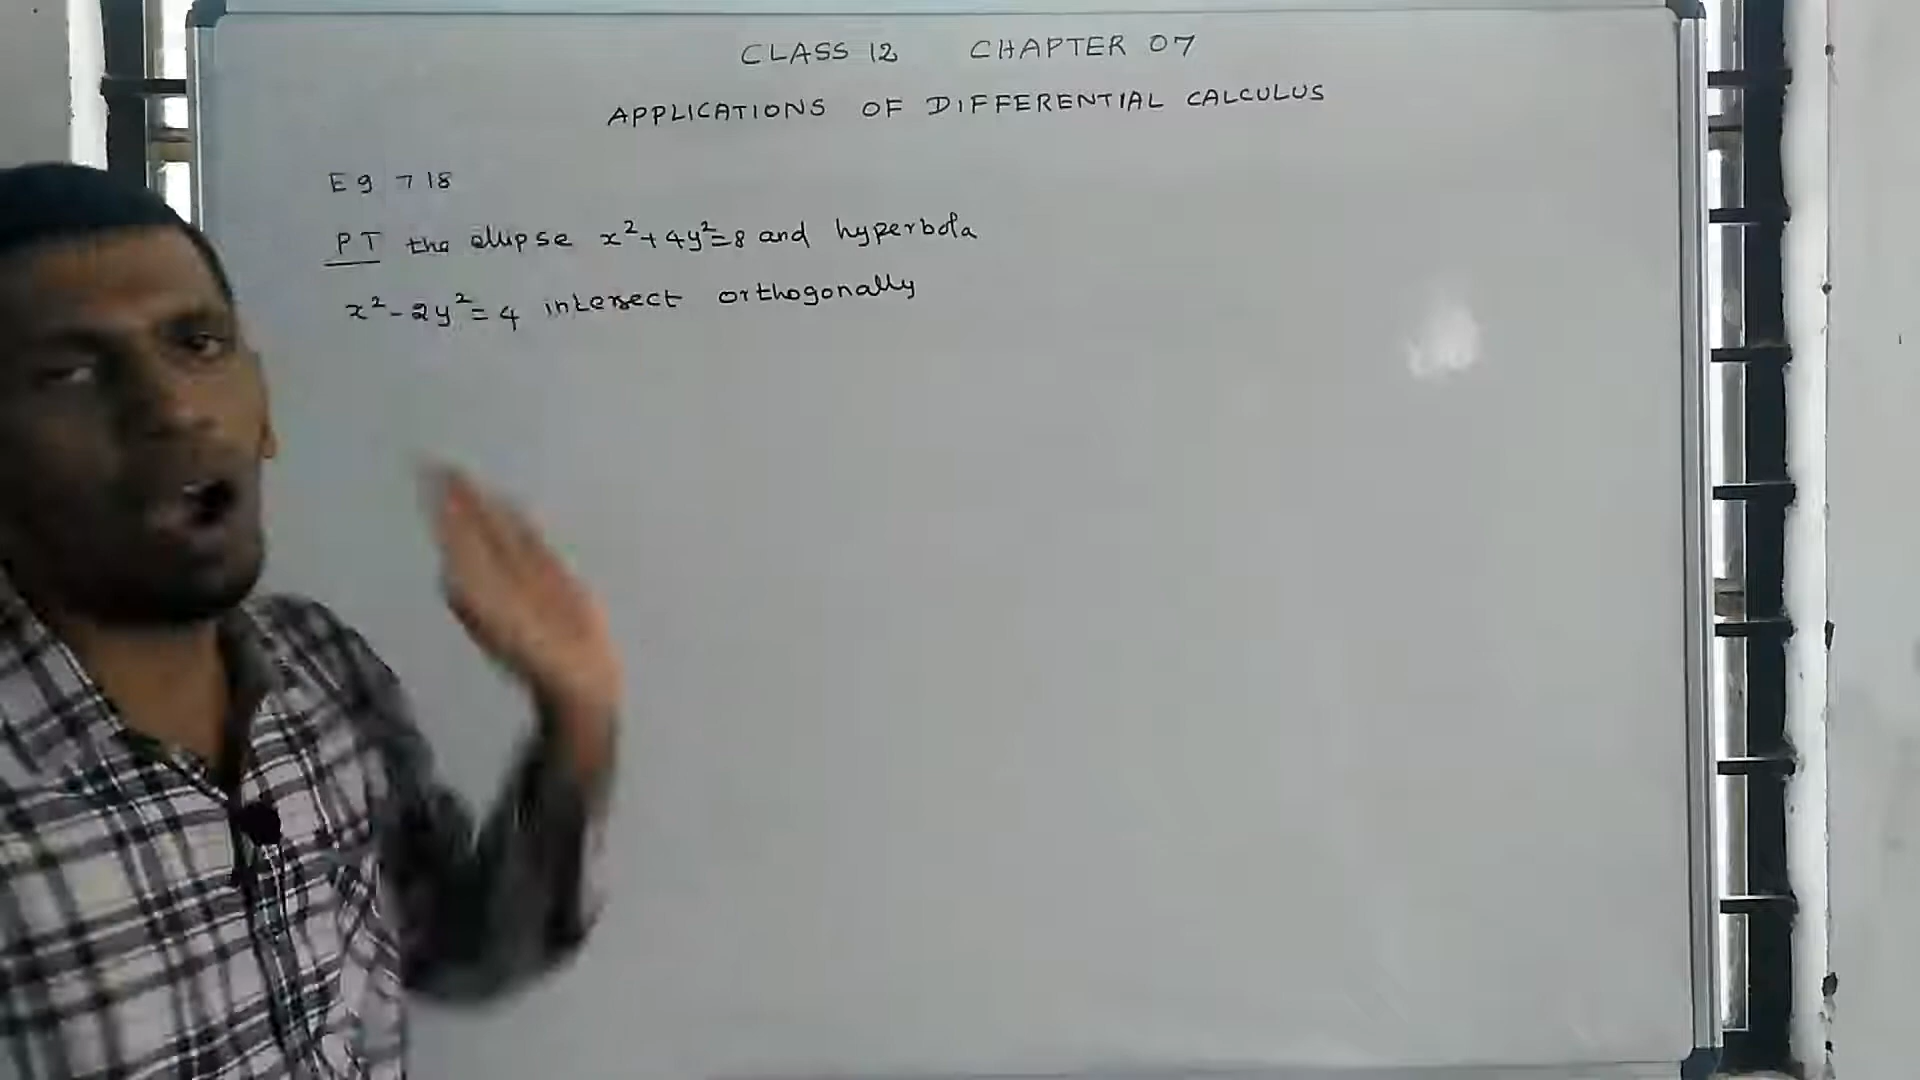 CLASS 12 CHAPTER 07
APPLICATIONS OF DIFFERENTIAL CALCULUS
Eg 7 18
PT the ellipse x²+4y²=8 and hyperbola
x²-2y²=4 intersect orthogonally